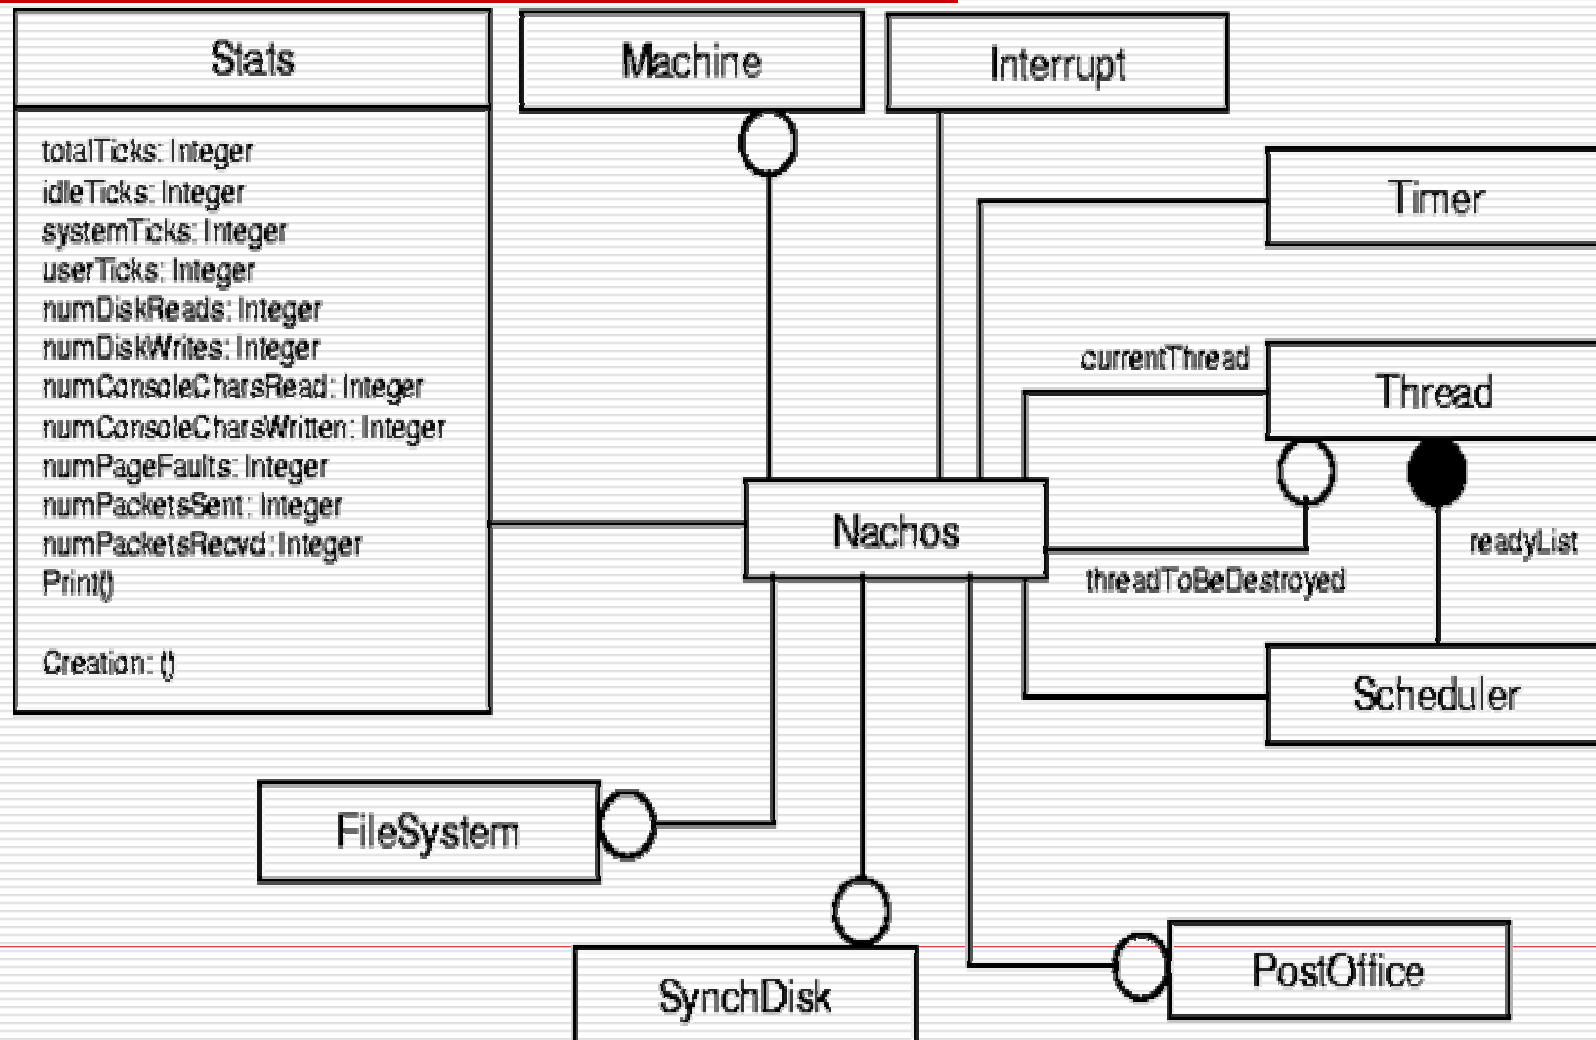 Stats
totalTicks: Integer
idleTicks: Integer
systemTicks: Integer
userTicks: Integer
numDiskReads: Integer
numDiskWrites: Integer
numConsoleCharsRead: Integer
numConsoleCharsWritten: Integer
numPageFaults: Integer
numPacketsSent: Integer
numPacketsRecvd: Integer
Print()
Creation: ()
Machine
Interrupt
Timer
currentThread
Thread
Nachos
threadToBeDestroyed
readyList
Scheduler
FileSystem
SynchDisk
PostOffice